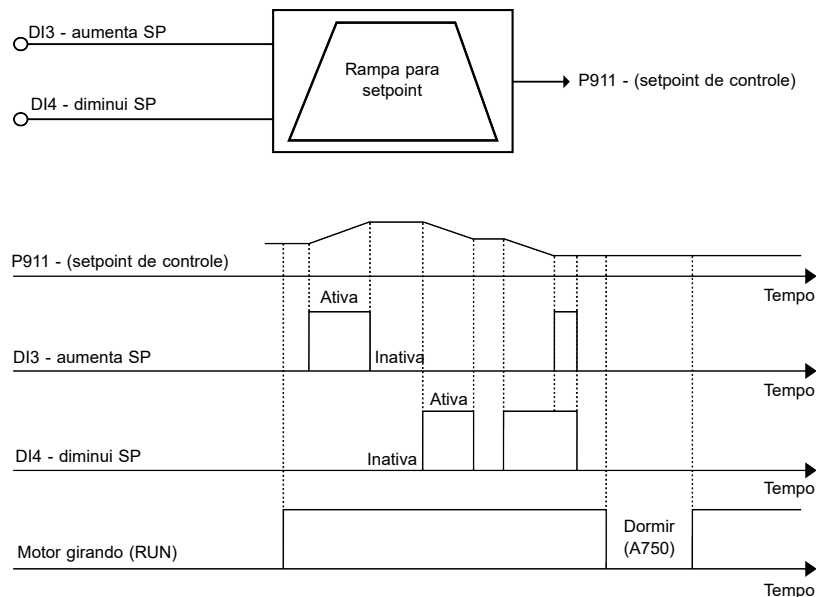 DI3 - aumenta SP
DI4 - diminui SP
Rampa para
setpoint
P911 - (setpoint de controle)
P911 - (setpoint de controle)
Tempo
Ativa
DI3 - aumenta SP
Inativa
Tempo
Ativa
DI4 - diminui SP
Inativa
Tempo
Motor girando (RUN)
Dormir
(A750)
Tempo